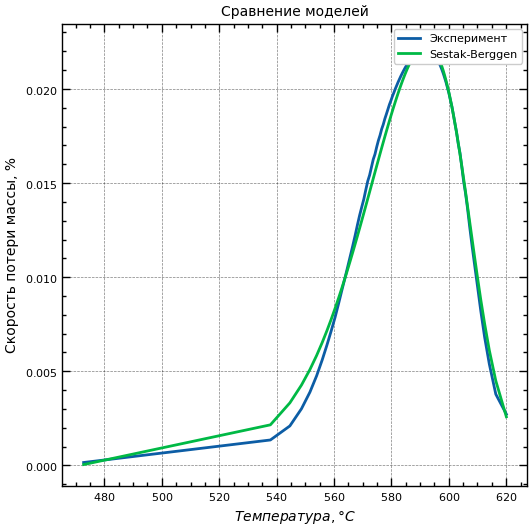 Сравнение моделей
Эксперимент
Sestak-Berggen
Скорость потери массы, %
0.020
0.015
0.010
0.005
0.000
480 500 520 540 560 580 600 620
Температура, °C